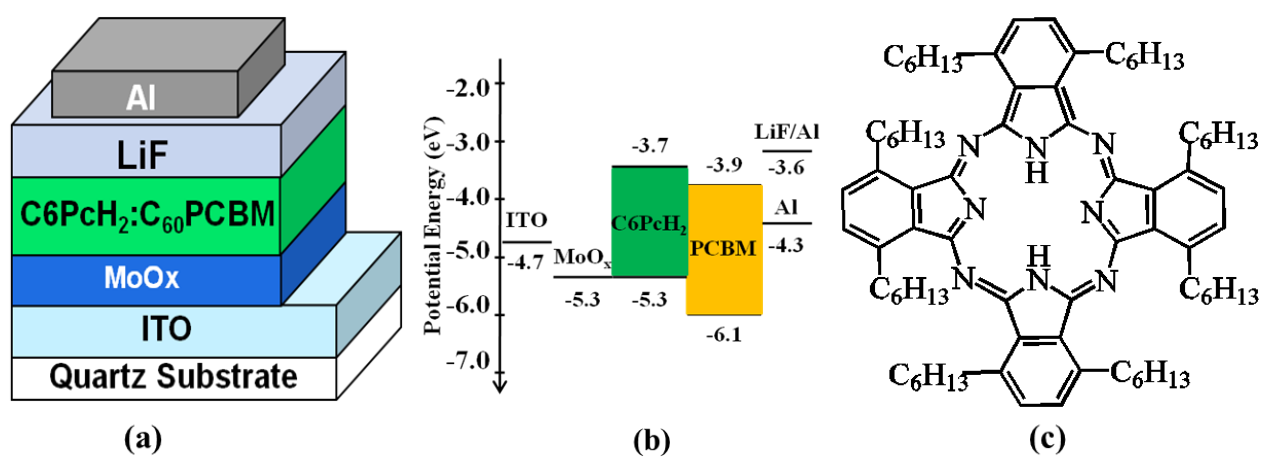 Al
LiF
C6PcH₂:C₆₀PCBM
MoOx
ITO
Quartz Substrate
(a)
Potential Energy (eV)
-2.0
-3.0
-4.0
-5.0
-6.0
-7.0
ITO
-4.7
MoOₓ
-5.3
-3.7
C6PcH₂
-5.3
-3.9
PCBM
-6.1
LiF/Al
-3.6
Al
-4.3
(b)
C₆H₁₃
C₆H₁₃
C₆H₁₃
C₆H₁₃
N
N
H
N
N
N
N
H
N
N
C₆H₁₃
C₆H₁₃
C₆H₁₃
C₆H₁₃
(c)